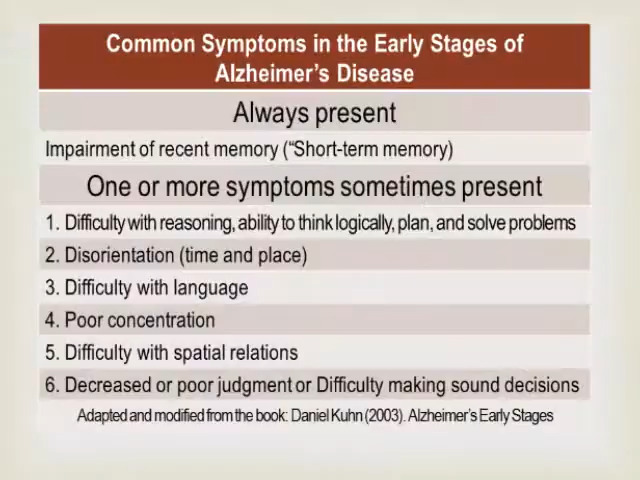 Common Symptoms in the Early Stages of
Alzheimer's Disease
Always present
Impairment of recent memory (“Short-term memory)
One or more symptoms sometimes present
1. Difficulty with reasoning, ability to think logically, plan, and solve problems
2. Disorientation (time and place)
3. Difficulty with language
4. Poor concentration
5. Difficulty with spatial relations
6. Decreased or poor judgment or Difficulty making sound decisions
Adapted and modified from the book: Daniel Kuhn (2003). Alzheimer's Early Stages